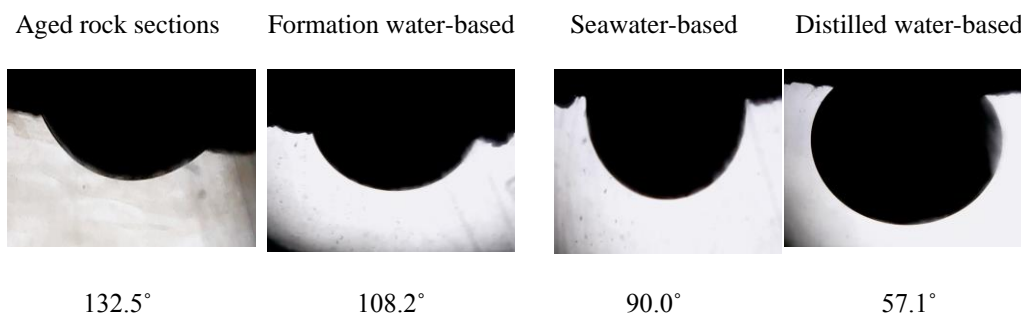 Aged rock sections Formation water-based Seawater-based Distilled water-based
132.5˚ 108.2˚ 90.0˚ 57.1˚